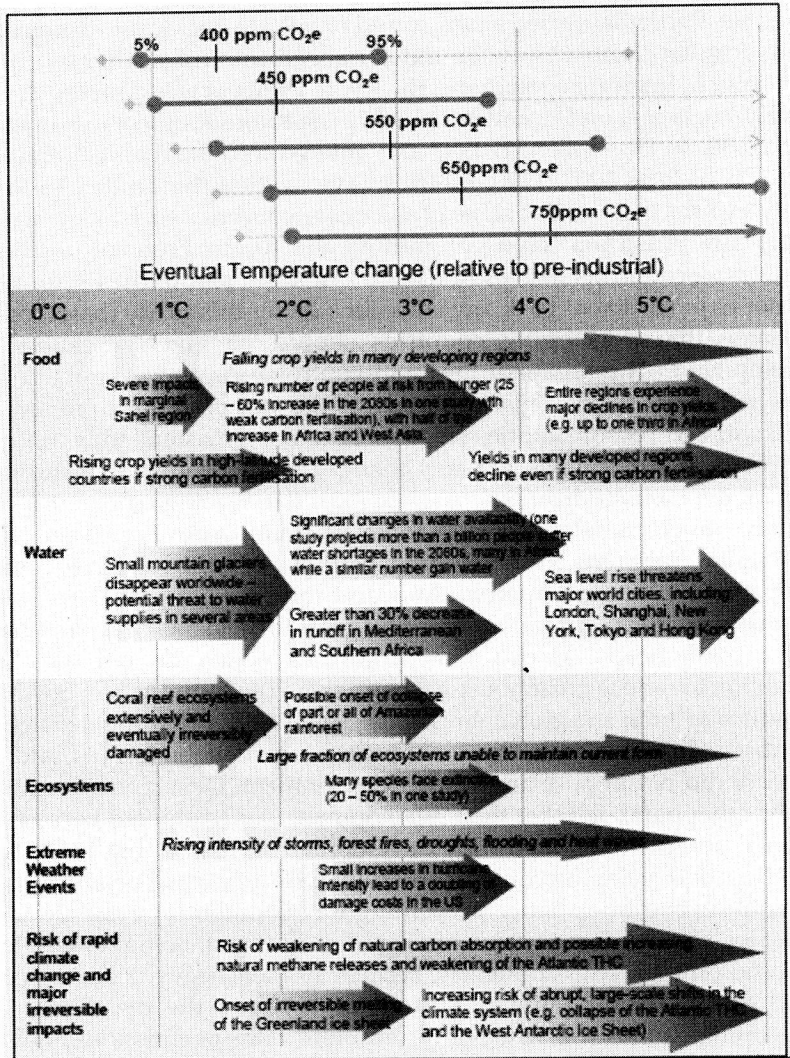 5%
400 ppm CO₂e
95%
450 ppm CO₂e
550 ppm CO₂e
650ppm CO₂e
750ppm CO₂e
Eventual Temperature change (relative to pre-industrial)
0°C 1°C 2°C 3°C 4°C 5°C
Food
Falling crop yields in many developing regions
Severe impacts
in marginal
Sahel region
Rising number of people at risk from hunger (25
– 60% increase in the 2080s in one study with
weak carbon fertilisation), with half of the
increase in Africa and West Asia.
Entire regions experience
major declines in crop yields
(e.g. up to one third in Africa)
Rising crop yields in high-latitude developed
countries if strong carbon fertilisation
Yields in many developed regions
decline even if strong carbon fertilisation
Water
Small mountain glaciers
disappear worldwide –
potential threat to water
supplies in several areas
Significant changes in water availability (one
study projects more than a billion people suffer
water shortages in the 2080s, many in Africa,
while a similar number gain water
Greater than 30% decrease
in runoff in Mediterranean
and Southern Africa
Sea level rise threatens
major world cities, including
London, Shanghai, New
York, Tokyo and Hong Kong
Ecosystems
Coral reef ecosystems
extensively and
eventually irreversibly
damaged
Possible onset of collapse
of part or all of Amazonian
rainforest
Large fraction of ecosystems unable to maintain current form
Many species face extinction
(20 – 50% in one study)
Extreme
Weather
Events
Rising intensity of storms, forest fires, droughts, flooding and heat waves
Small increases in hurricane
intensity lead to a doubling of
damage costs in the US
Risk of rapid
climate
change and
major
irreversible
impacts
Risk of weakening of natural carbon absorption and possible increasing
natural methane releases and weakening of the Atlantic THC
Onset of irreversible melting
of the Greenland ice sheet
Increasing risk of abrupt, large-scale shifts in the
climate system (e.g. collapse of the Atlantic THC
and the West Antarctic Ice Sheet)